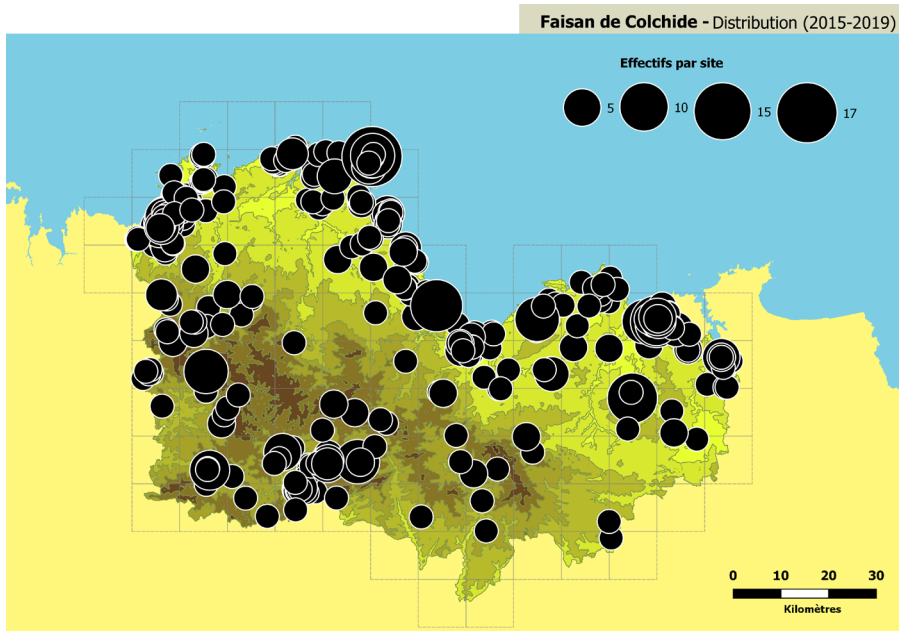 Faisan de Colchide - Distribution (2015-2019)
Effectifs par site
5 10 15 17
0 10 20 30
Kilomètres